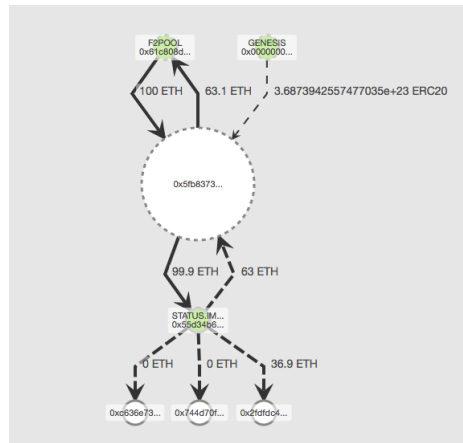 F2POOL
0x61c808d...
GENESIS
0x0000000...
100 ETH
63.1 ETH
3.6873942557477035e+23 ERC20
0x5fb8373...
99.9 ETH
63 ETH
STATUS.IM...
0x55d34b6...
0 ETH
0 ETH
36.9 ETH
0xc636e73...
0x744d70f...
0x2fdfdc4...